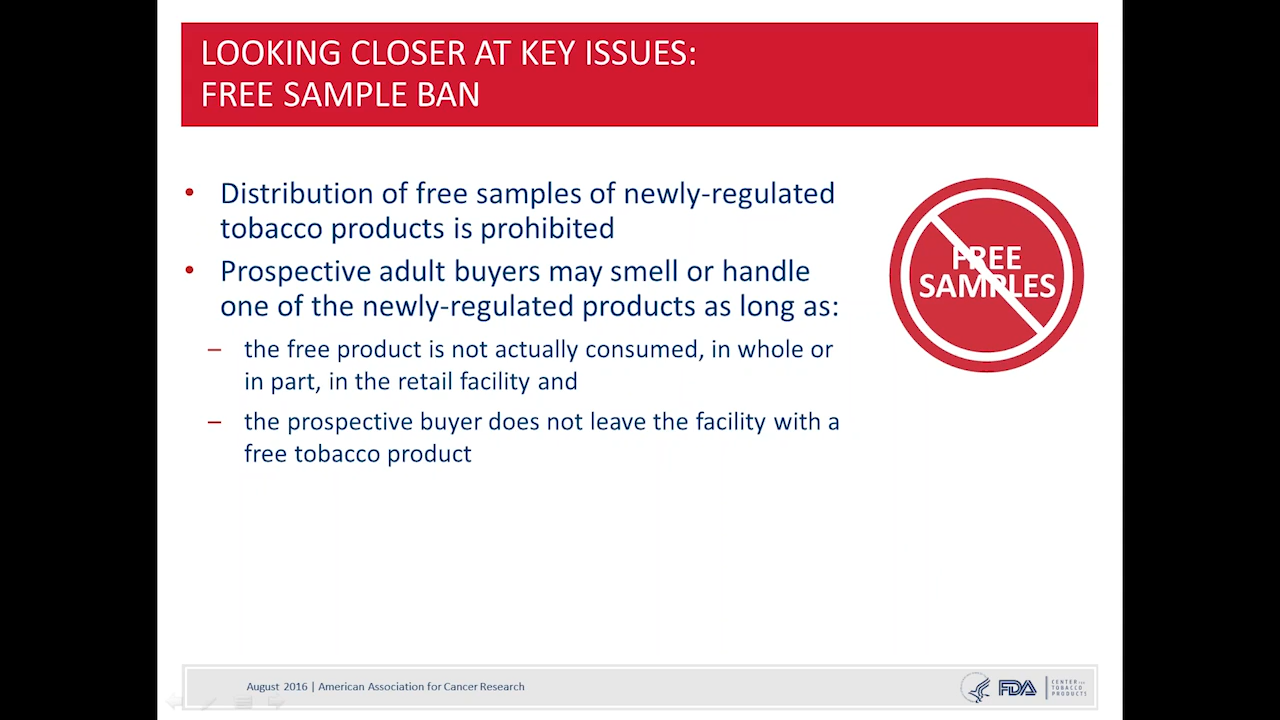 LOOKING CLOSER AT KEY ISSUES:
FREE SAMPLE BAN
• Distribution of free samples of newly-regulated
tobacco products is prohibited
• Prospective adult buyers may smell or handle
one of the newly-regulated products as long as:
– the free product is not actually consumed, in whole or
in part, in the retail facility and
– the prospective buyer does not leave the facility with a
free tobacco product
FREE
SAMPLES
August 2016 | American Association for Cancer Research
FDA
CENTER FOR
TOBACCO
PRODUCTS